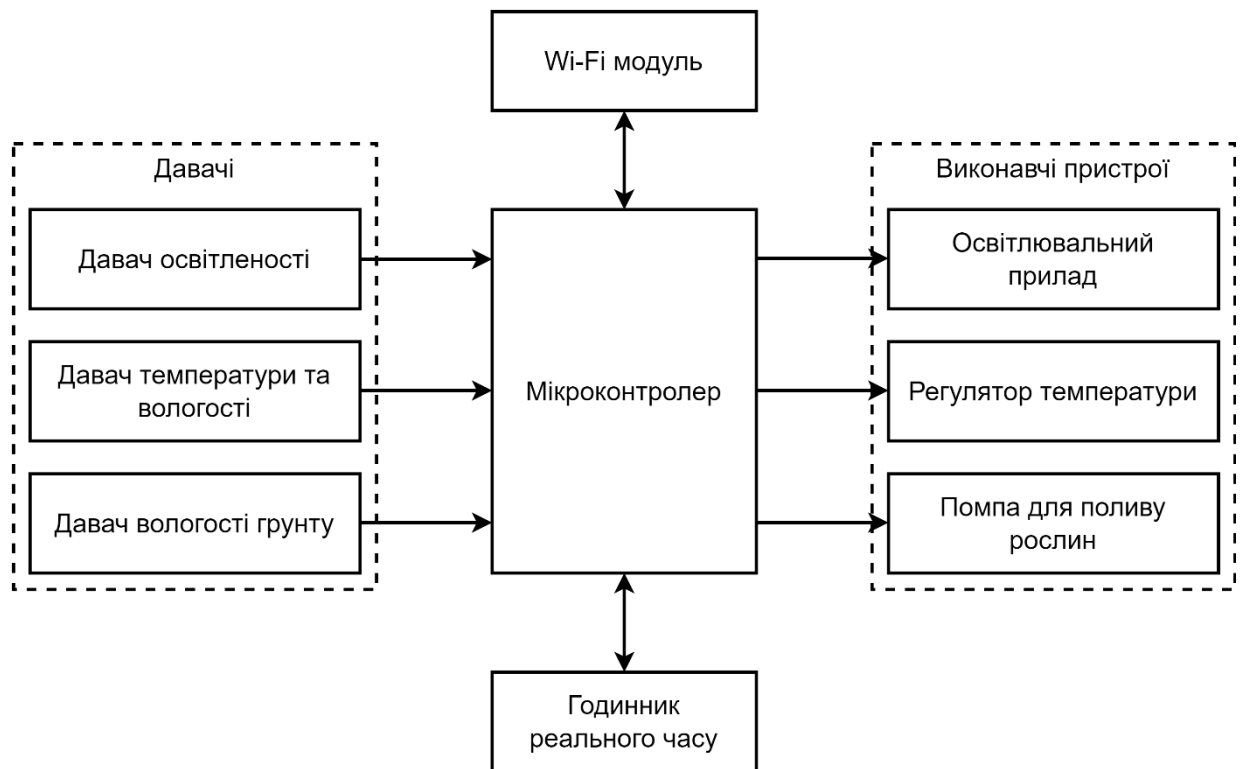 Wi-Fi модуль
Давачі
Давач освітленості
Давач температури та
вологості
Давач вологості грунту
Мікроконтролер
Виконавчі пристрої
Освітлювальний
прилад
Регулятор температури
Помпа для поливу
рослин
Годинник
реального часу